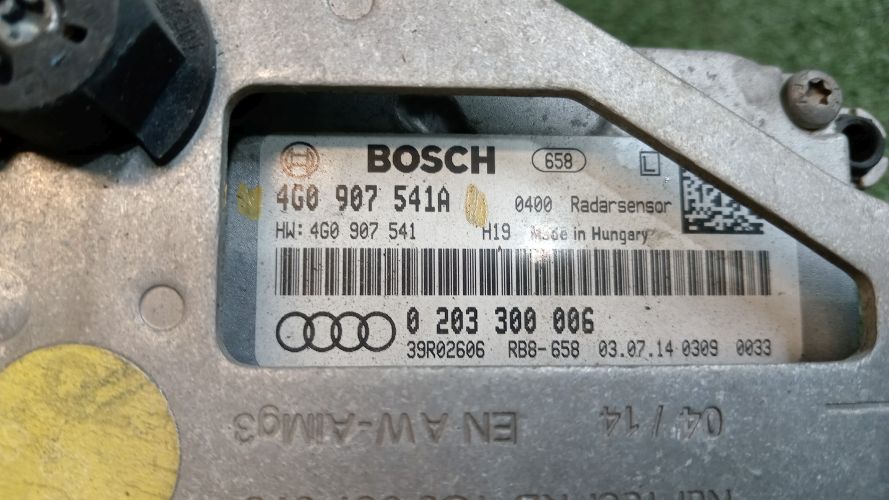 BOSCH 658 L
4G0 907 541A 0400 Radarsensor
HW: 4G0 907 541 H19 Made in Hungary
0 203 300 006
39R02606 RB8-658 03.07.14 0309 0033
04/14
EN AW-AlMg3